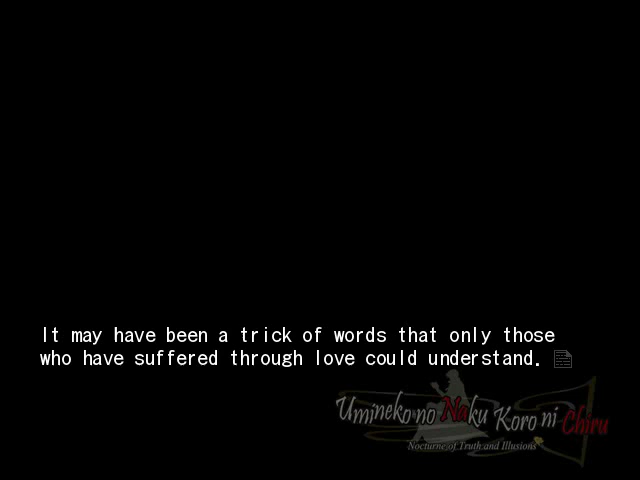 It may have been a trick of words that only those
who have suffered through love could understand.
Umineko no Naku Koro ni Chiru
Nocturne of Truth and Illusions